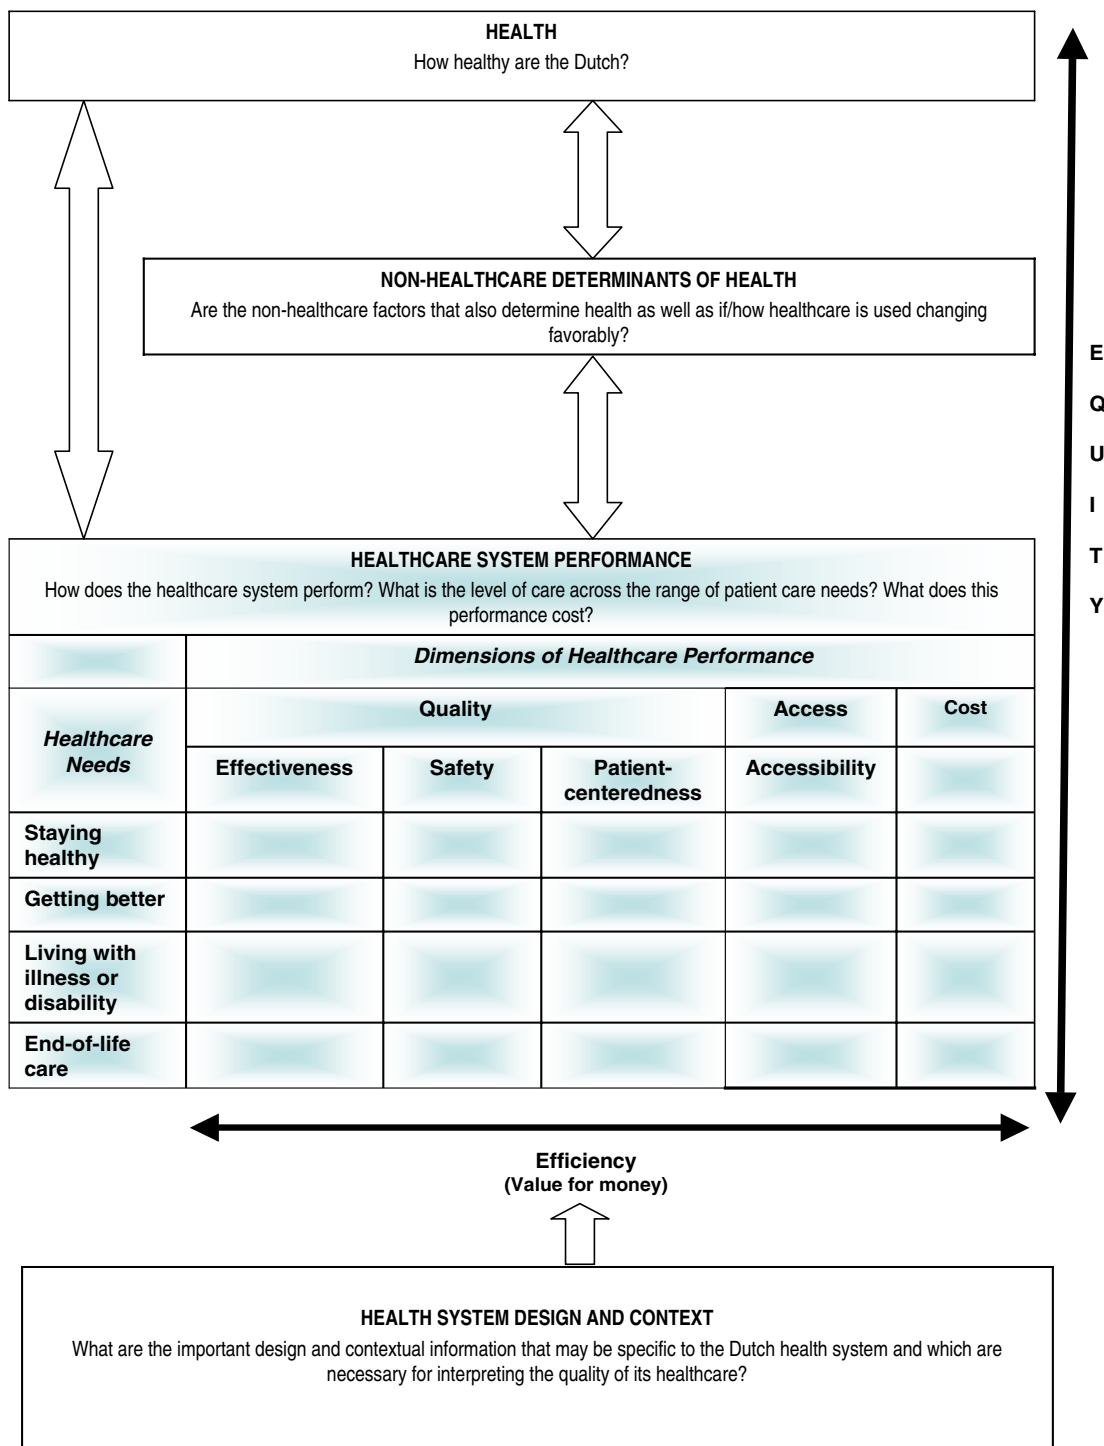 HEALTH
How healthy are the Dutch?
NON-HEALTHCARE DETERMINANTS OF HEALTH
Are the non-healthcare factors that also determine health as well as if/how healthcare is used changing
favorably?
E
Q
U
I
T
Y
HEALTHCARE SYSTEM PERFORMANCE
How does the healthcare system perform? What is the level of care across the range of patient care needs? What does this
performance cost?
Dimensions of Healthcare Performance
Healthcare
Needs
Quality
Access
Cost
Effectiveness
Safety
Patient-
centeredness
Accessibility
Staying
healthy
Getting better
Living with
illness or
disability
End-of-life
care
Efficiency
(Value for money)
HEALTH SYSTEM DESIGN AND CONTEXT
What are the important design and contextual information that may be specific to the Dutch health system and which are
necessary for interpreting the quality of its healthcare?